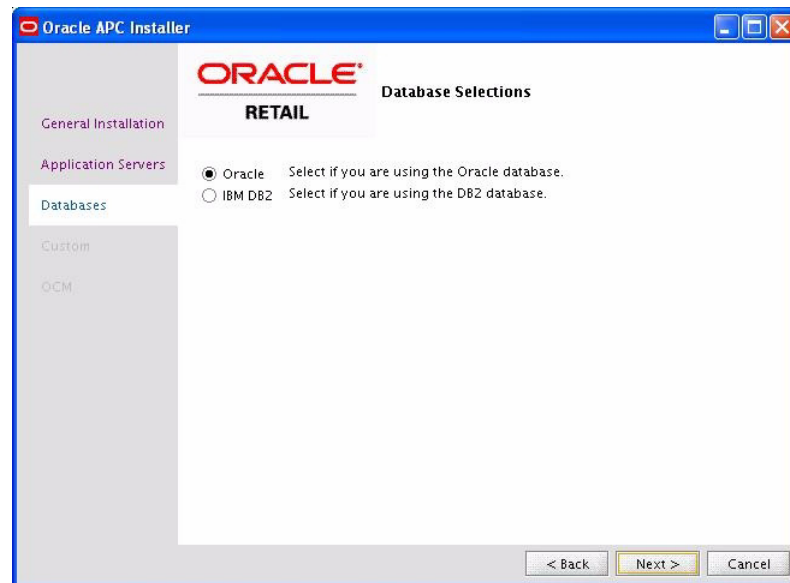 Oracle APC Installer
ORACLE
RETAIL
Database Selections
General Installation
Application Servers
Databases
Custom
OCM
Oracle Select if you are using the Oracle database.
IBM DB2 Select if you are using the DB2 database.
< Back Next > Cancel